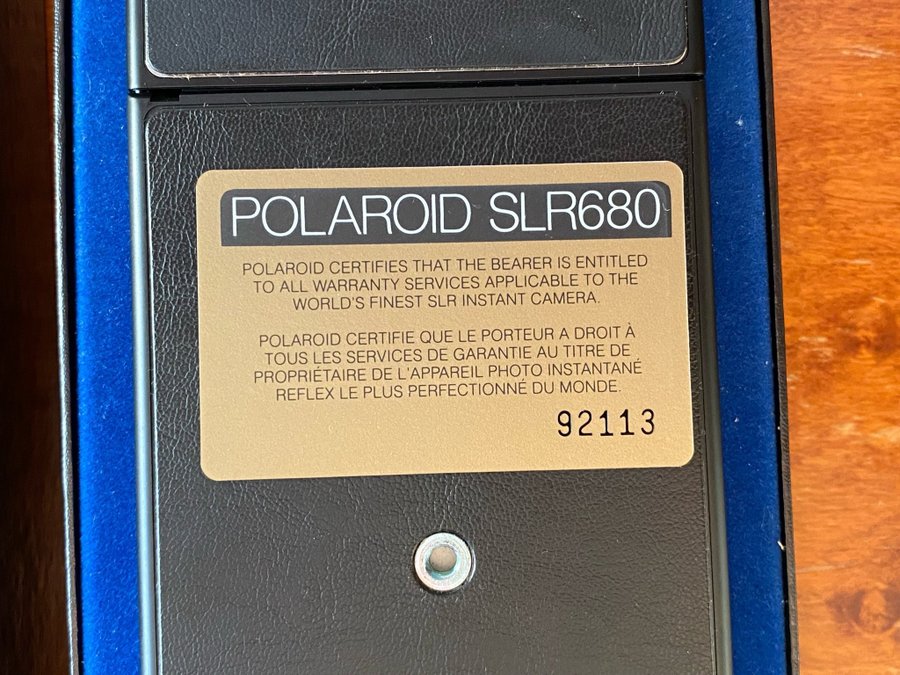 POLAROID SLR680
POLAROID CERTIFIES THAT THE BEARER IS ENTITLED
TO ALL WARRANTY SERVICES APPLICABLE TO THE
WORLD'S FINEST SLR INSTANT CAMERA.
POLAROID CERTIFIE QUE LE PORTEUR A DROIT À
TOUS LES SERVICES DE GARANTIE AU TITRE DE
PROPRIÉTAIRE DE L'APPAREIL PHOTO INSTANTANÉ
REFLEX LE PLUS PERFECTIONNÉ DU MONDE.
92113